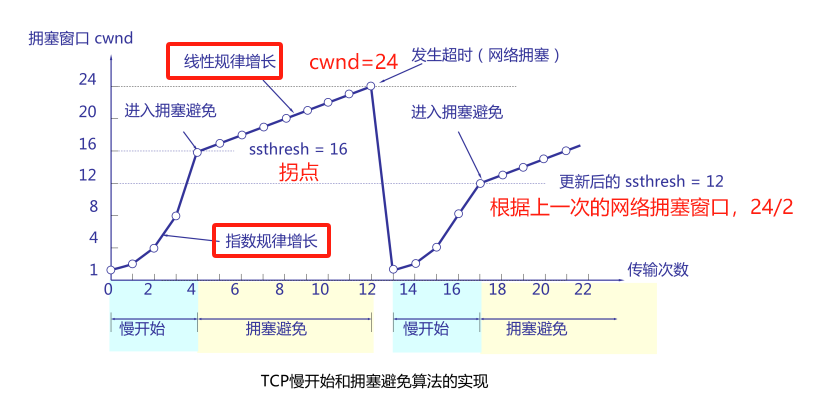 拥塞窗口 cwnd
线性规律增长
cwnd=24
发生超时（网络拥塞）
24
进入拥塞避免
进入拥塞避免
20
ssthresh = 16
16
拐点
12
更新后的 ssthresh = 12
根据上一次的网络拥塞窗口，24/2
8
指数规律增长
4
1
传输次数
0 2 4 6 8 10 12 14 16 18 20 22
慢开始 拥塞避免 慢开始 拥塞避免
TCP慢开始和拥塞避免算法的实现